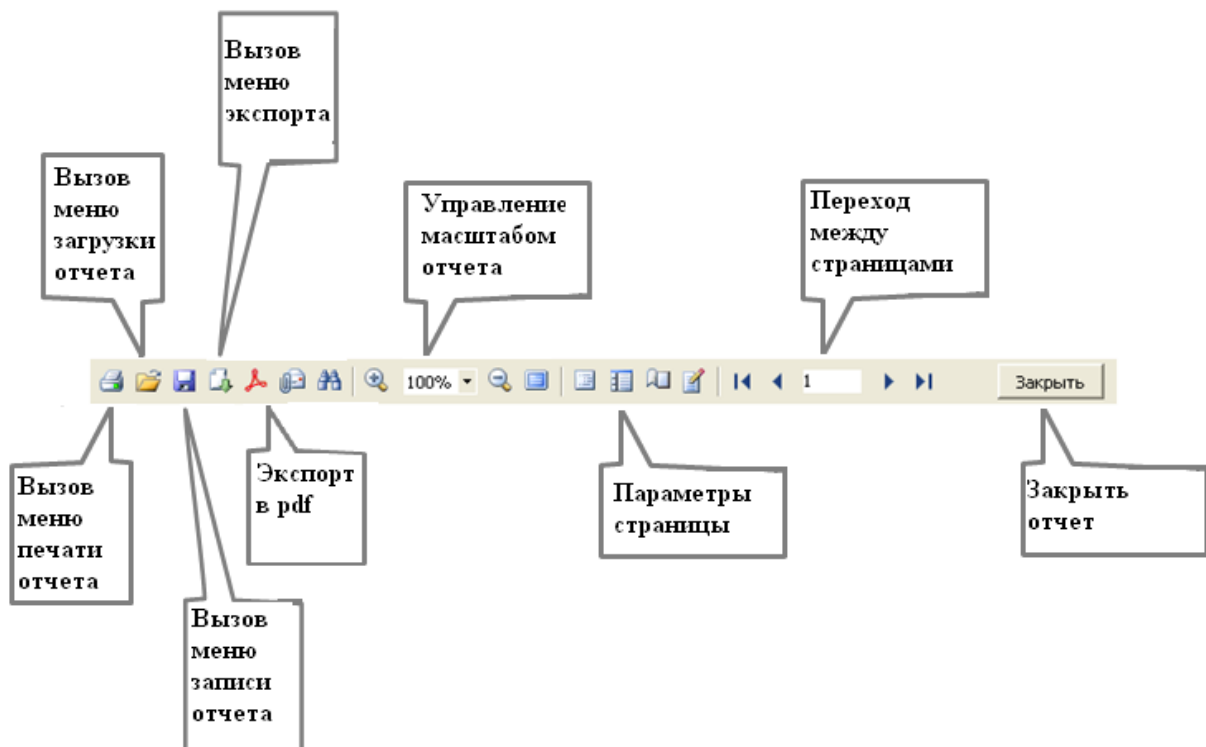 Вызов
меню
экспорта
Вызов
меню
загрузки
отчета
Управление
масштабом
отчета
Переход
между
страницами
100%
1
Закрыть
Вызов
меню
печати
отчета
Экспорт
в pdf
Параметры
страницы
Закрыть
отчет
Вызов
меню
записи
отчета